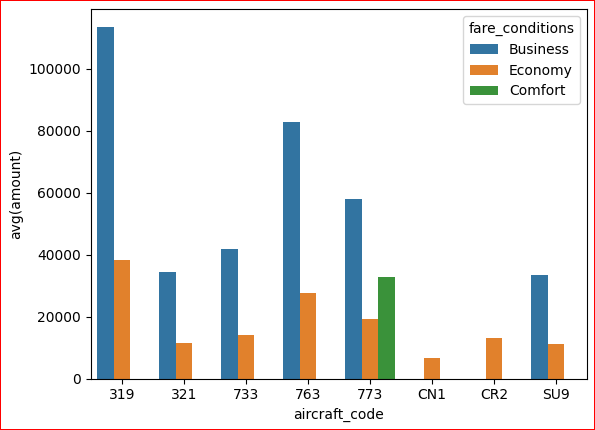 fare_conditions
Business
Economy
Comfort
100000
80000
60000
40000
20000
0
avg(amount)
319 321 733 763 773 CN1 CR2 SU9
aircraft_code